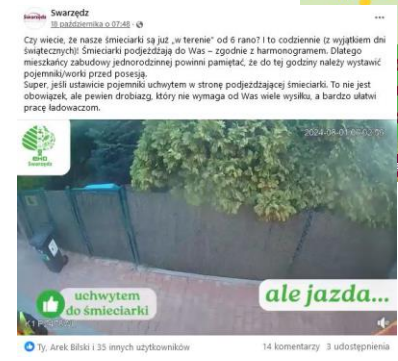 Swarzędz
18 października o 07:48
Czy wiecie, że nasze śmieciarki są już „w terenie" od 6 rano? I to codziennie (z wyjątkiem dni
świątecznych)! Śmieciarki podjeżdżają do Was – zgodnie z harmonogramem. Dlatego
mieszkańcy zabudowy jednorodzinnej powinni pamiętać, że do tej godziny należy wystawić
pojemniki/worki przed posesją.
Super, jeśli ustawicie pojemniki uchwytem w stronę podjeżdżającej śmieciarki. To nie jest
obowiązek, ale pewien drobiazg, który nie wymaga od Was wiele wysiłku, a bardzo ułatwi
pracę ładowaczom.
EKO
Swarzędz
uchwytem
do śmieciarki
ale jazda...
Ty, Arek Bilski i 35 innych użytkowników
14 komentarzy 3 udostępnienia